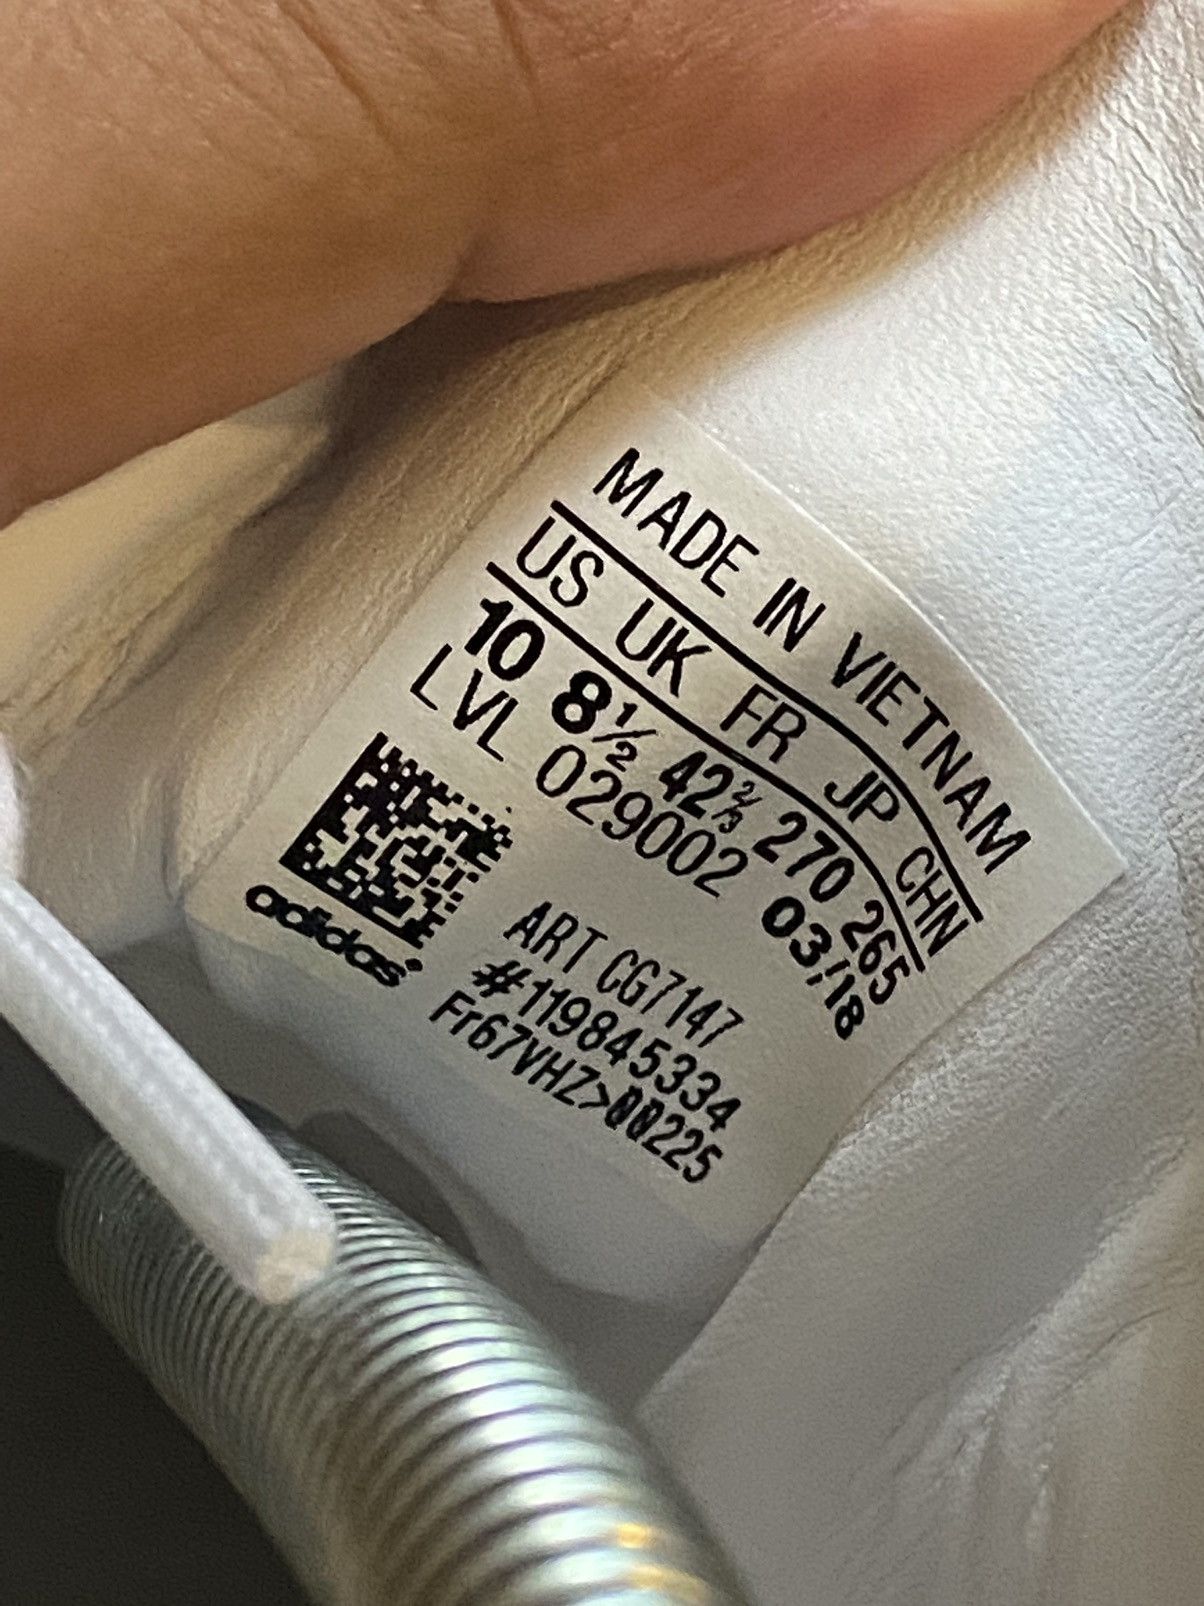 MADE IN VIETNAM
US UK FR JP CHN
10 8½ 42⅔ 270 265
LVL 029002 03/18
adidas
ART CG7147
#119845334
Fr67VHZ>00225